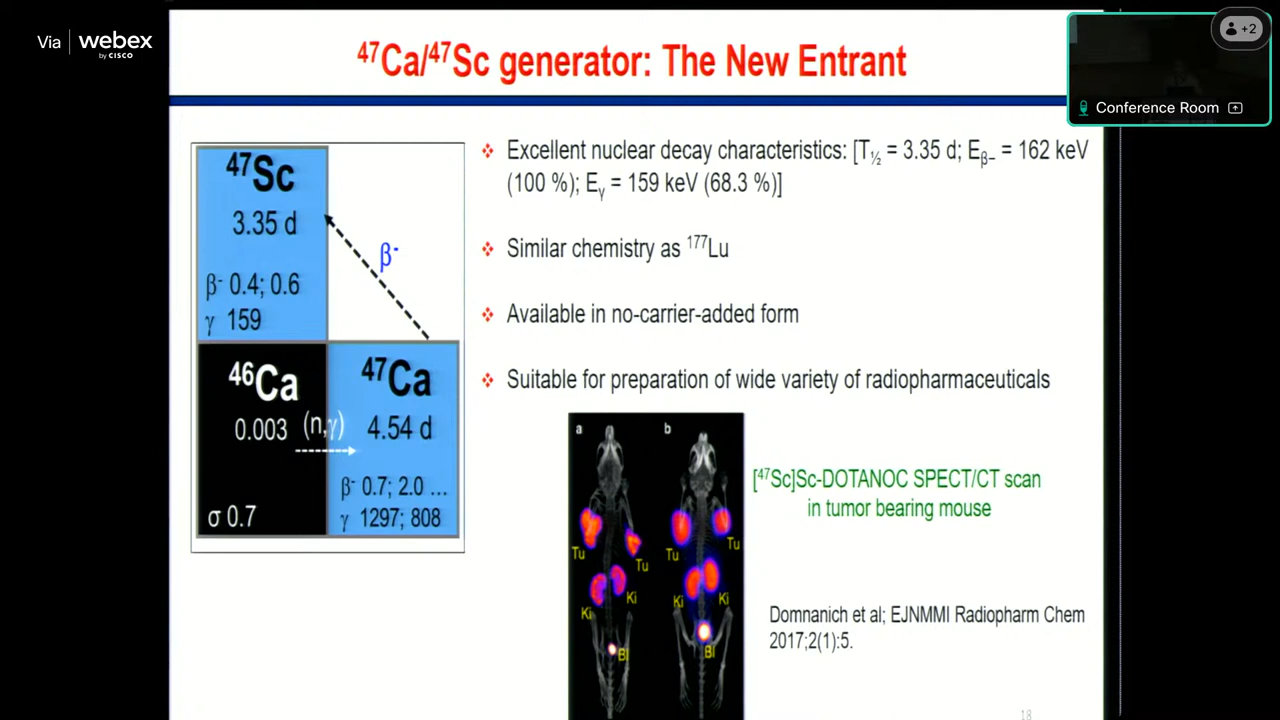 Via webex
by CISCO
+2
Conference Room
⁴⁷Ca/⁴⁷Sc generator: The New Entrant
⁴⁷Sc
3.35 d
β⁻ 0.4; 0.6
γ 159
β⁻
⁴⁶Ca
0.003
σ 0.7
(n,γ)
⁴⁷Ca
4.54 d
β⁻ 0.7; 2.0 ...
γ 1297; 808
❖ Excellent nuclear decay characteristics: [T½ = 3.35 d; Eβ− = 162 keV
(100 %); Eγ = 159 keV (68.3 %)]
❖ Similar chemistry as ¹⁷⁷Lu
❖ Available in no-carrier-added form
❖ Suitable for preparation of wide variety of radiopharmaceuticals
a
Tu
Tu
Ki
Ki
Bl
b
Tu
Tu
Ki
Ki
Bl
[⁴⁷Sc]Sc-DOTANOC SPECT/CT scan
in tumor bearing mouse
Domnanich et al; EJNMMI Radiopharm Chem
2017;2(1):5.
18